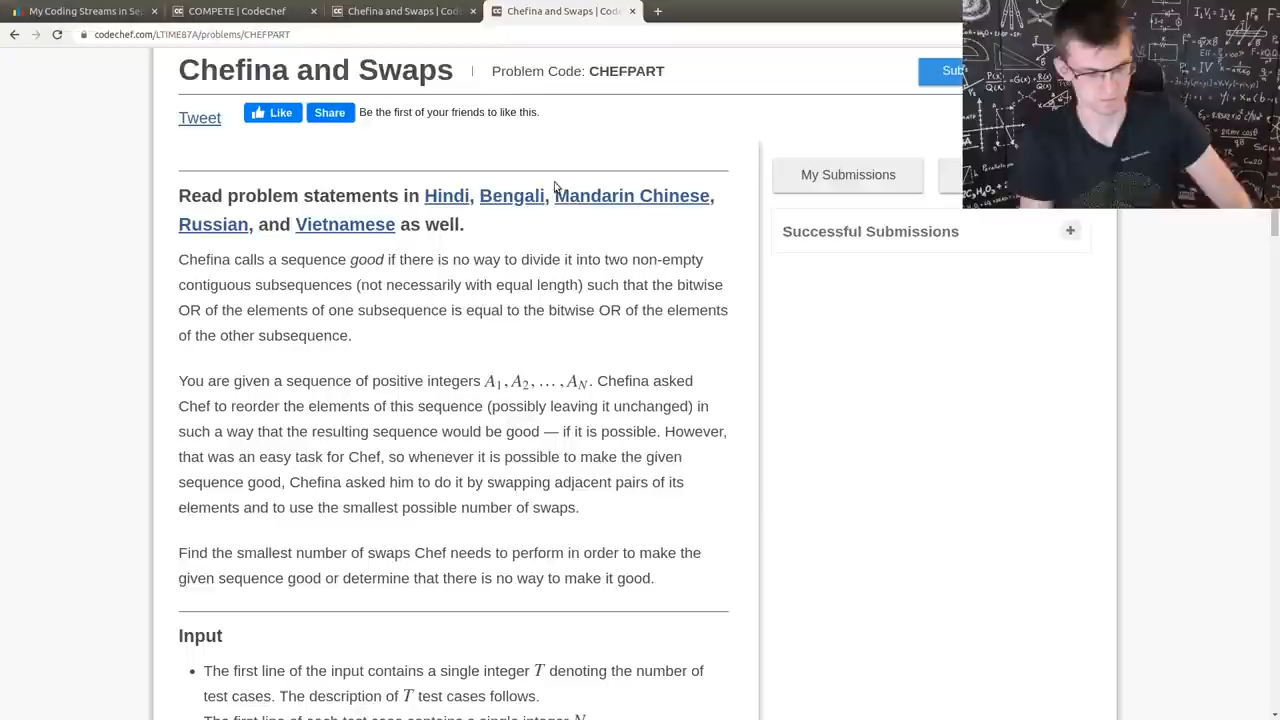 My Coding Streams in Se
COMPETE | CodeChef
Chefina and Swaps | Cod
Chefina and Swaps | Cod
codechef.com/LTIME87A/problems/CHEFPART
Chefina and Swaps
Problem Code: CHEFPART
Tweet
Like
Share
Be the first of your friends to like this.
My Submissions
Successful Submissions
Read problem statements in Hindi, Bengali, Mandarin Chinese,
Russian, and Vietnamese as well.
Chefina calls a sequence good if there is no way to divide it into two non-empty
contiguous subsequences (not necessarily with equal length) such that the bitwise
OR of the elements of one subsequence is equal to the bitwise OR of the elements
of the other subsequence.
You are given a sequence of positive integers A₁, A₂, …, A_N. Chefina asked
Chef to reorder the elements of this sequence (possibly leaving it unchanged) in
such a way that the resulting sequence would be good — if it is possible. However,
that was an easy task for Chef, so whenever it is possible to make the given
sequence good, Chefina asked him to do it by swapping adjacent pairs of its
elements and to use the smallest possible number of swaps.
Find the smallest number of swaps Chef needs to perform in order to make the
given sequence good or determine that there is no way to make it good.
Input
The first line of the input contains a single integer T denoting the number of
test cases. The description of T test cases follows.
The first line of each test case contains a single integer N.